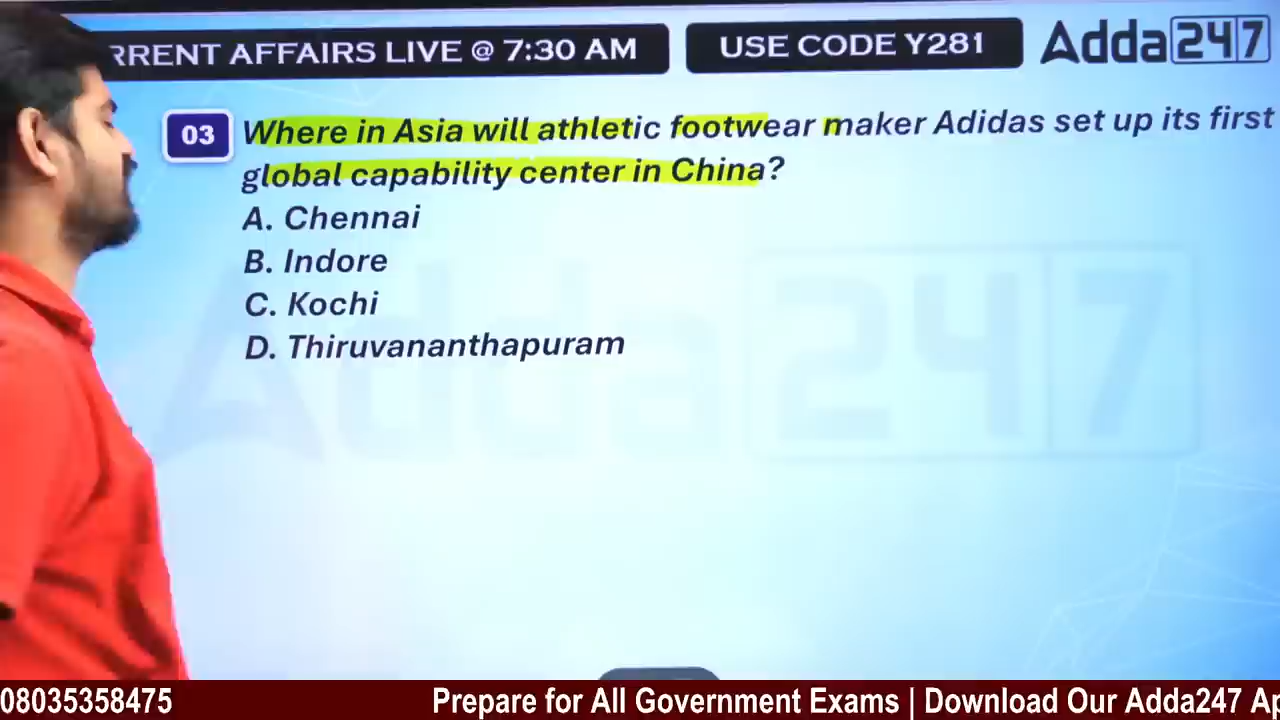 RRENT AFFAIRS LIVE @ 7:30 AM
USE CODE Y281
Adda247
03
Where in Asia will athletic footwear maker Adidas set up its first
global capability center in China?
A. Chennai
B. Indore
C. Kochi
D. Thiruvananthapuram
Adda247
08035358475
Prepare for All Government Exams | Download Our Adda247 Ap